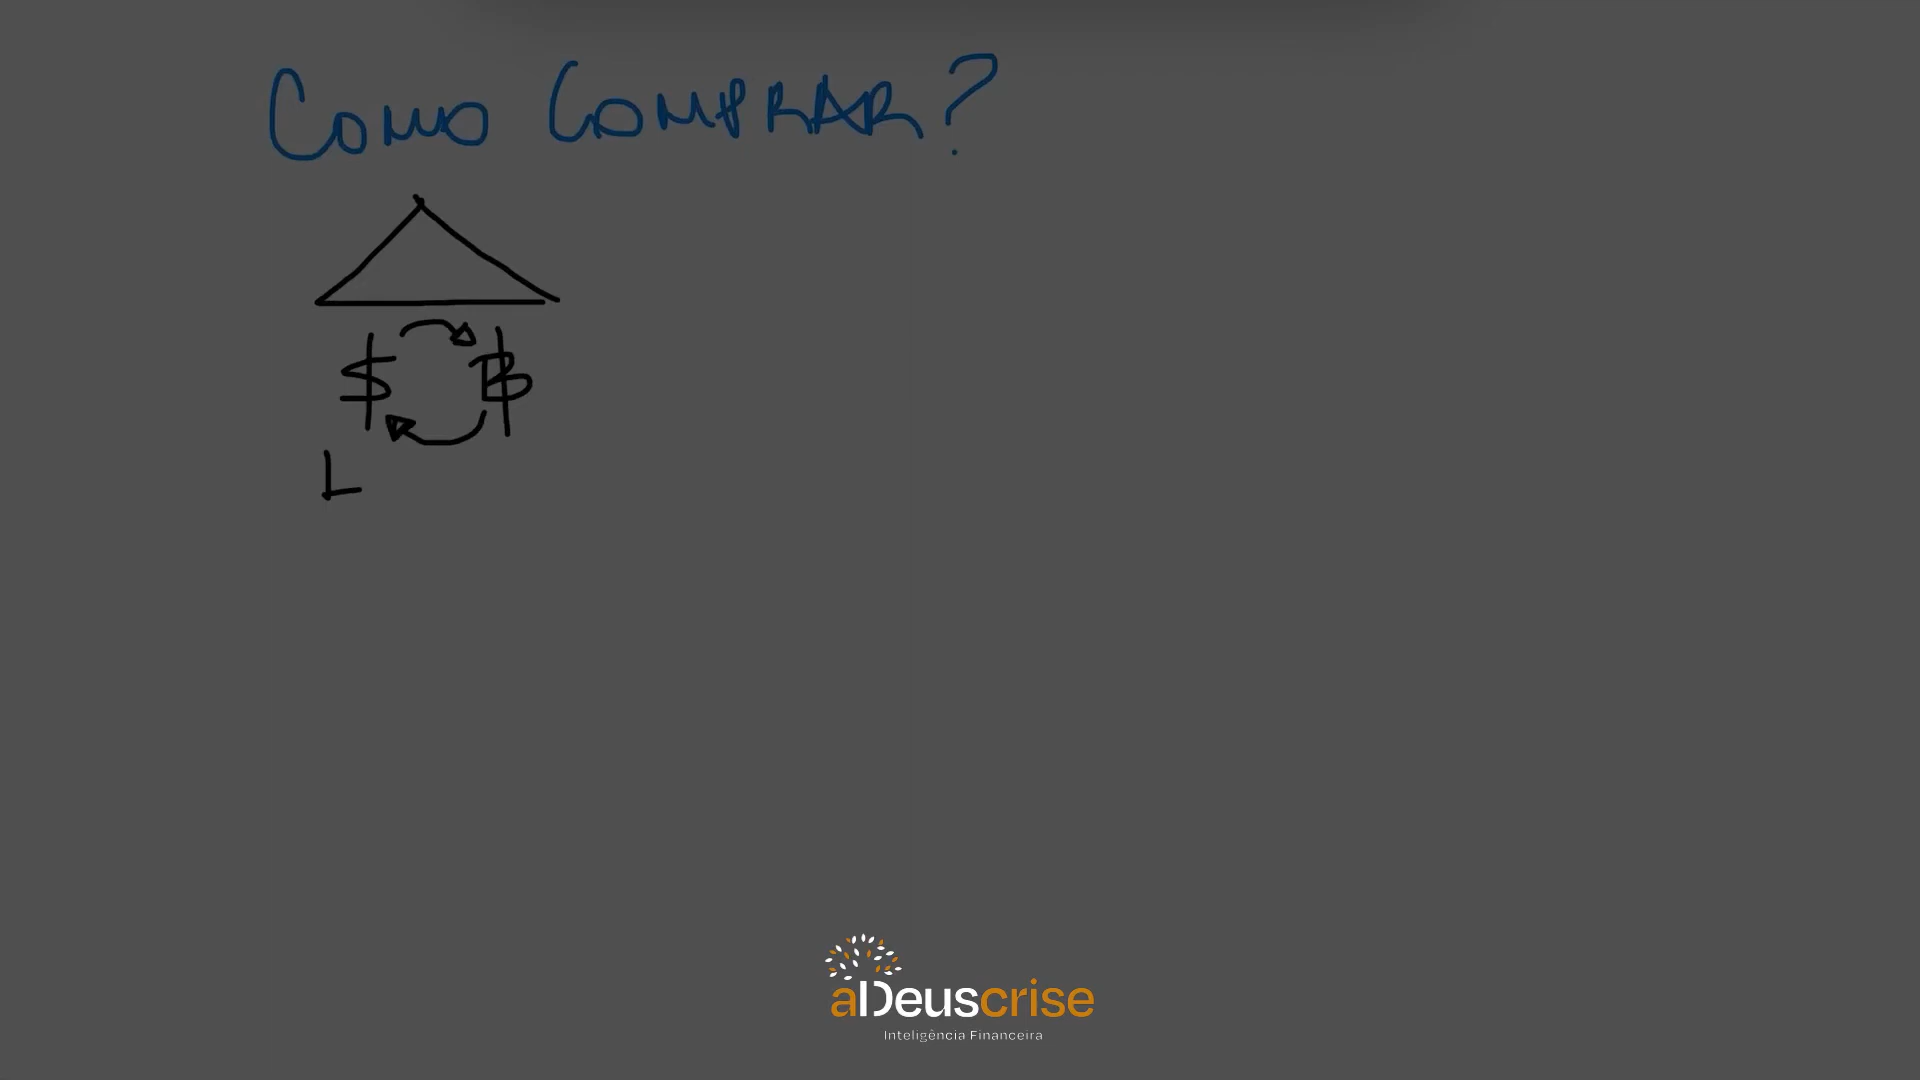 COMO COMPRAR?
$ ₿
L
aDeuscrise
Inteligência Financeira